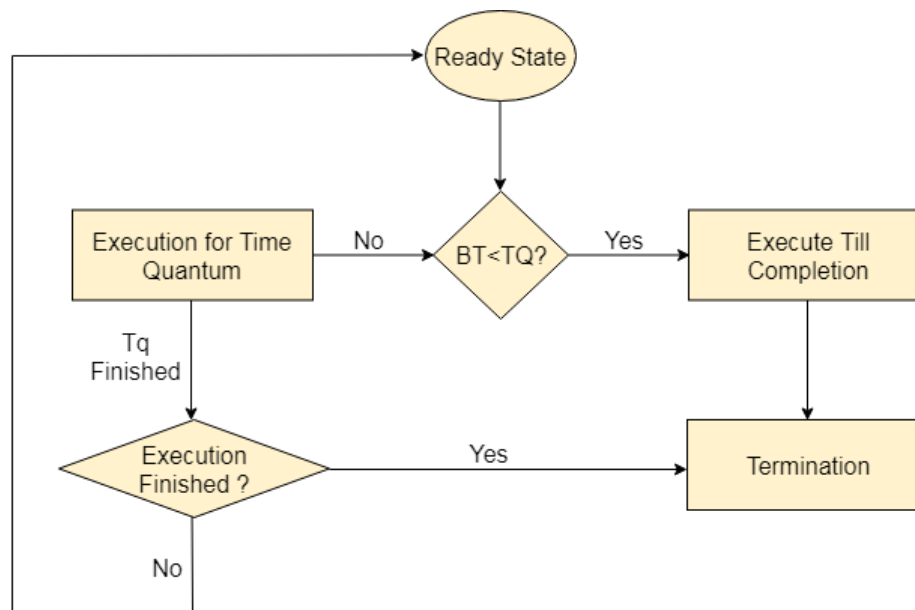 Ready State
Execution for Time
Quantum
No
BT<TQ?
Yes
Execute Till
Completion
Tq
Finished
Execution
Finished ?
Yes
Termination
No